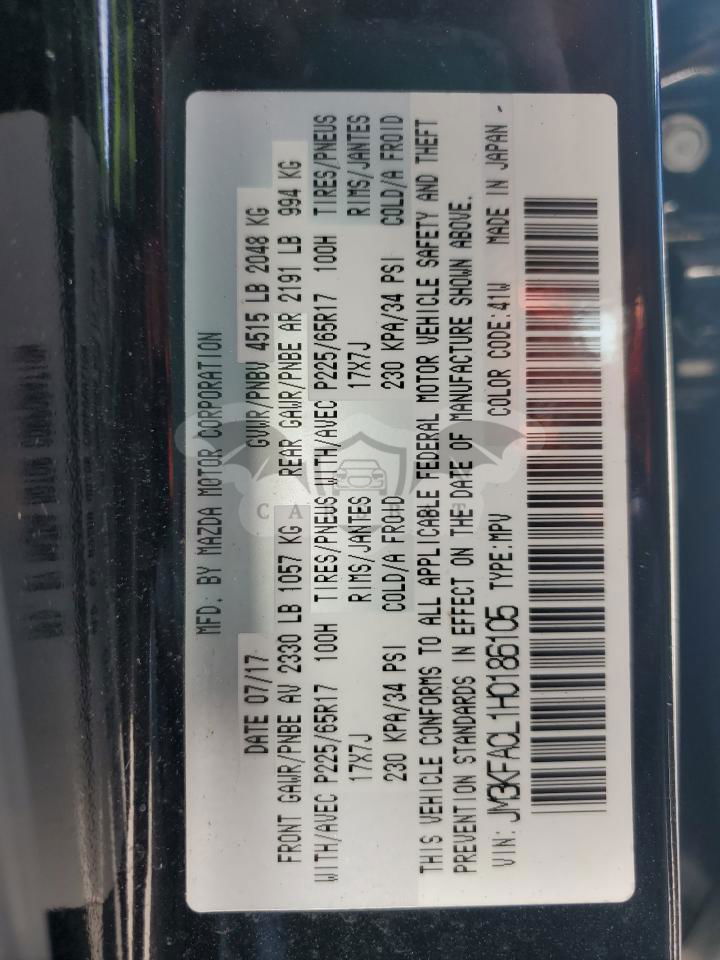 MFD. BY MAZDA MOTOR CORPORATION
DATE 07/17 GVWR/PNBV 4515 LB 2048 KG
FRONT GAWR/PNBE AV 2330 LB 1057 KG REAR GAWR/PNBE AR 2191 LB 994 KG
WITH/AVEC P225/65R17 100H TIRES/PNEUS WITH/AVEC P225/65R17 100H TIRES/PNEUS
17X7J RIMS/JANTES 17X7J RIMS/JANTES
230 KPA/34 PSI COLD/A FROID 230 KPA/34 PSI COLD/A FROID
THIS VEHICLE CONFORMS TO ALL APPLICABLE FEDERAL MOTOR VEHICLE SAFETY AND THEFT
PREVENTION STANDARDS IN EFFECT ON THE DATE OF MANUFACTURE SHOWN ABOVE.
VIN: JM3KFACL1H0186105 TYPE:MPV COLOR CODE:41W MADE IN JAPAN